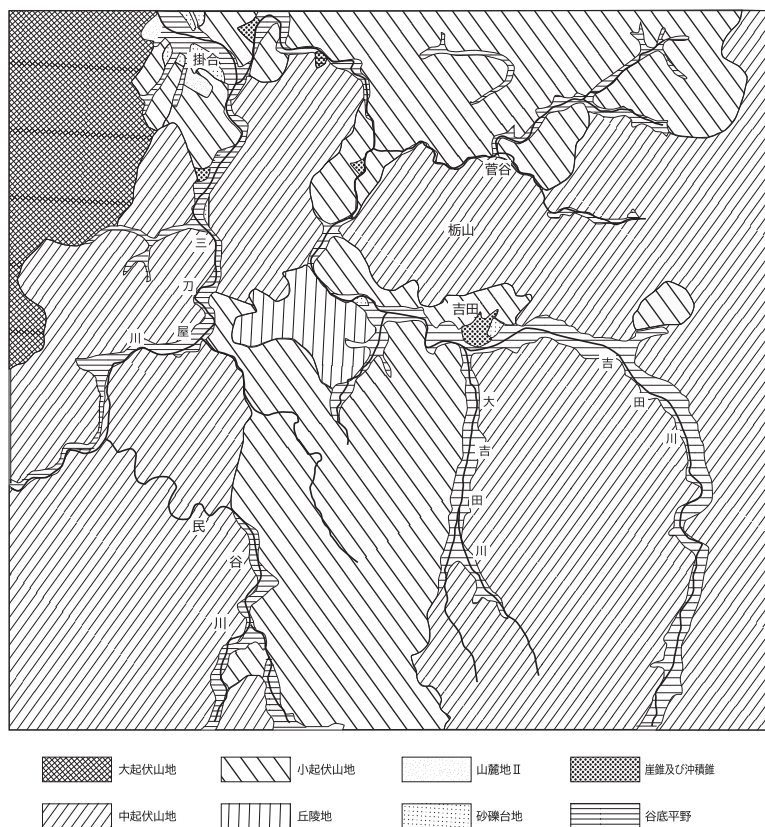 掛合
菅谷
栃山
三刀屋川
吉田
吉田川
大吉田川
民谷川
大起伏山地
小起伏山地
山麓地Ⅱ
崖錐及び沖積錐
中起伏山地
丘陵地
砂礫台地
谷底平野